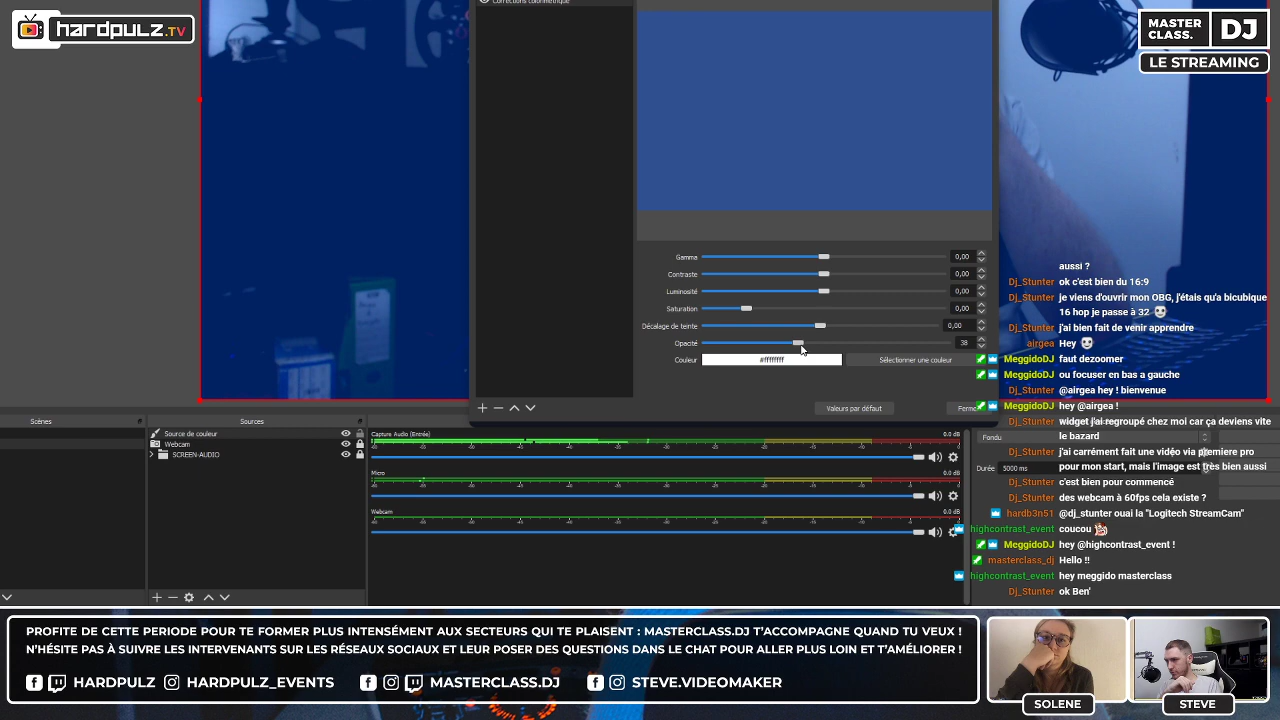 hardpulz.TV
MASTER
CLASS.
DJ
LE STREAMING
Corrections colorimétrique
Gamma
0,00
Contraste
0,00
Luminosité
0,00
Saturation
0,00
Décalage de teinte
0,00
Opacité
38
Couleur
#ffffffff
Sélectionner une couleur
Valeurs par défaut
Ferme
aussi ?
Dj_Stunter ok c'est bien du 16:9
Dj_Stunter je viens d'ouvrir mon OBG, j'étais qu'a bicubique
16 hop je passe à 32
Dj_Stunter j'ai bien fait de venir apprendre
airgea Hey
MeggidoDJ faut dezoomer
MeggidoDJ ou focuser en bas a gauche
Dj_Stunter @airgea hey ! bienvenue
MeggidoDJ hey @airgea !
Dj_Stunter widget j'ai regroupé chez moi car ça deviens vite
le bazard
Dj_Stunter j'ai carrément fait une vidéo via premiere pro
pour mon start, mais l'image est très bien aussi
Dj_Stunter c'est bien pour commencé
Dj_Stunter des webcam à 60fps cela existe ?
hardb3n51 @dj_stunter ouai la "Logitech StreamCam"
highcontrast_event coucou
MeggidoDJ hey @highcontrast_event !
masterclass_dj Hello !!
highcontrast_event hey meggido masterclass
Dj_Stunter ok Ben'
Scènes
Sources
Source de couleur
Webcam
SCREEN-AUDIO
Capture Audio (Entrée)
0.0 dB
Micro
0.0 dB
Webcam
0.0 dB
Fondu
Durée
5000 ms
PROFITE DE CETTE PERIODE POUR TE FORMER PLUS INTENSÉMENT AUX SECTEURS QUI TE PLAISENT : MASTERCLASS.DJ T'ACCOMPAGNE QUAND TU VEUX !
N'HÉSITE PAS À SUIVRE LES INTERVENANTS SUR LES RÉSEAUX SOCIAUX ET LEUR POSER DES QUESTIONS DANS LE CHAT POUR ALLER PLUS LOIN ET T'AMÉLIORER !
HARDPULZ
HARDPULZ_EVENTS
MASTERCLASS.DJ
STEVE.VIDEOMAKER
SOLENE
STEVE